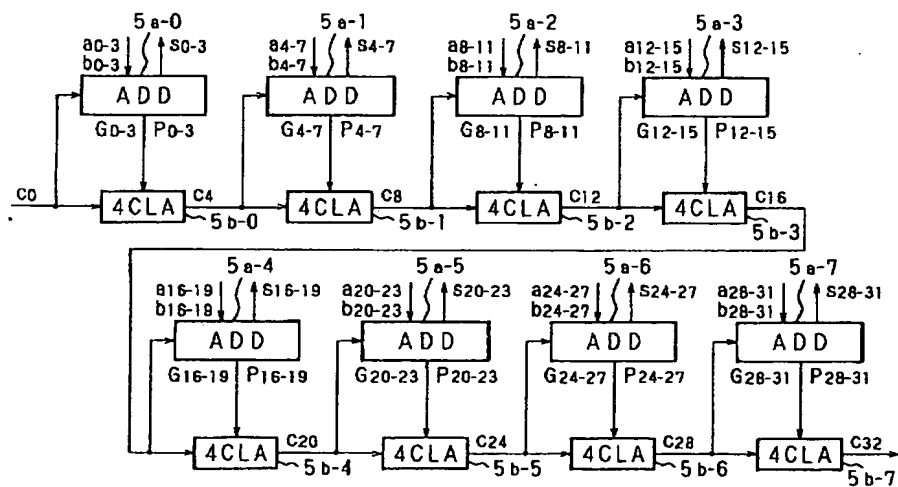 5a-0 5a-1 5a-2 5a-3
a0-3 S0-3 a4-7 S4-7 a8-11 S8-11 a12-15 S12-15
b0-3 b4-7 b8-11 b12-15
ADD ADD ADD ADD
G0-3 P0-3 G4-7 P4-7 G8-11 P8-11 G12-15 P12-15
C0 4CLA C4 4CLA C8 4CLA C12 4CLA C16
5b-0 5b-1 5b-2 5b-3
5a-4 5a-5 5a-6 5a-7
a16-19 S16-19 a20-23 S20-23 a24-27 S24-27 a28-31 S28-31
b16-19 b20-23 b24-27 b28-31
ADD ADD ADD ADD
G16-19 P16-19 G20-23 P20-23 G24-27 P24-27 G28-31 P28-31
4CLA C20 4CLA C24 4CLA C28 4CLA C32
5b-4 5b-5 5b-6 5b-7